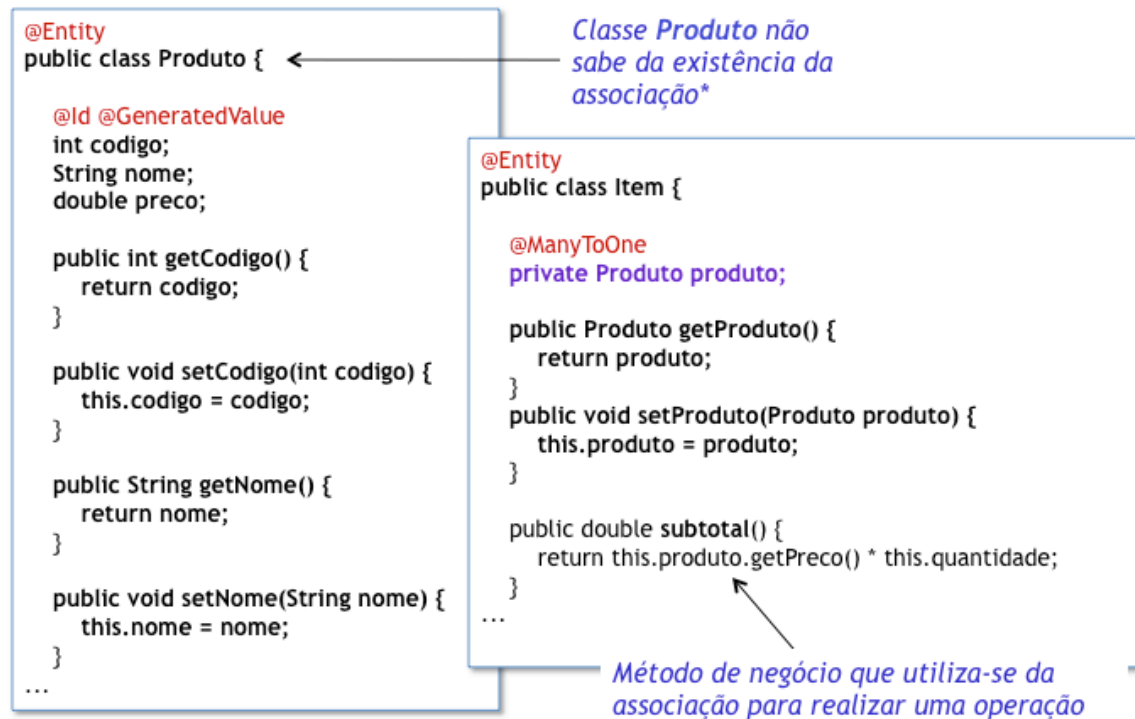 @Entity
public class Produto {
@Id @GeneratedValue
int codigo;
String nome;
double preco;
public int getCodigo() {
return codigo;
}
public void setCodigo(int codigo) {
this.codigo = codigo;
}
public String getNome() {
return nome;
}
public void setNome(String nome) {
this.nome = nome;
}
...
Classe Produto não
sabe da existência da
associação*
@Entity
public class Item {
@ManyToOne
private Produto produto;
public Produto getProduto() {
return produto;
}
public void setProduto(Produto produto) {
this.produto = produto;
}
public double subtotal() {
return this.produto.getPreco() * this.quantidade;
}
...
Método de negócio que utiliza-se da
associação para realizar uma operação